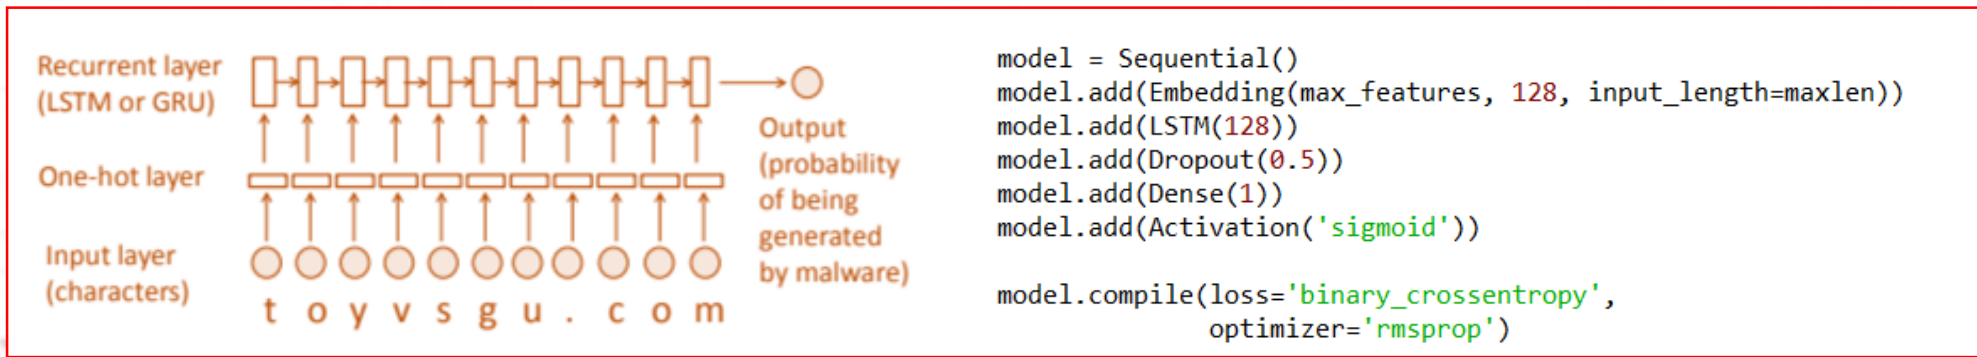 Recurrent layer
(LSTM or GRU)
One-hot layer
Input layer
(characters)
t o y v s g u . c o m
Output
(probability
of being
generated
by malware)
model = Sequential()
model.add(Embedding(max_features, 128, input_length=maxlen))
model.add(LSTM(128))
model.add(Dropout(0.5))
model.add(Dense(1))
model.add(Activation('sigmoid'))
model.compile(loss='binary_crossentropy',
              optimizer='rmsprop')